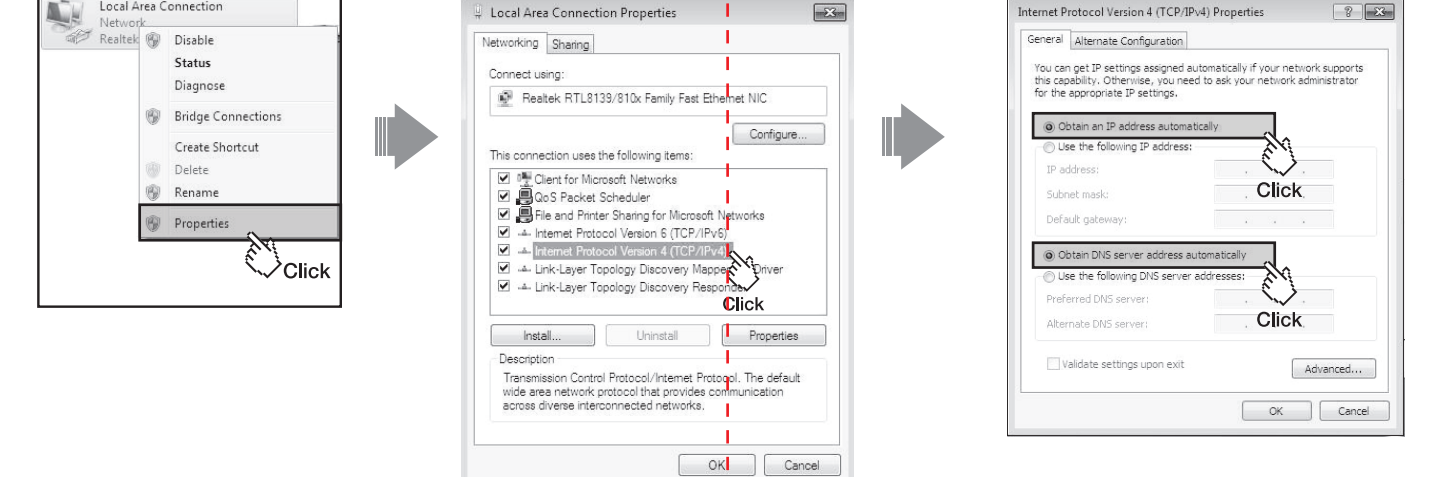 Local Area Connection
Network
Realtek
Disable
Status
Diagnose
Bridge Connections
Create Shortcut
Delete
Rename
Properties
Click
Local Area Connection Properties
Networking
Sharing
Connect using:
Realtek RTL8139/810x Family Fast Ethernet NIC
Configure...
This connection uses the following items:
Client for Microsoft Networks
QoS Packet Scheduler
File and Printer Sharing for Microsoft Networks
Internet Protocol Version 6 (TCP/IPv6)
Internet Protocol Version 4 (TCP/IPv4)
Link-Layer Topology Discovery Mapper Driver
Link-Layer Topology Discovery Responder
Click
Install...
Uninstall
Properties
Description
Transmission Control Protocol/Internet Protocol. The default
wide area network protocol that provides communication
across diverse interconnected networks.
OK
Cancel
Internet Protocol Version 4 (TCP/IPv4) Properties
General
Alternate Configuration
You can get IP settings assigned automatically if your network supports
this capability. Otherwise, you need to ask your network administrator
for the appropriate IP settings.
Obtain an IP address automatically
Use the following IP address:
IP address:
Subnet mask:
Click
Default gateway:
Obtain DNS server address automatically
Use the following DNS server addresses:
Preferred DNS server:
Alternate DNS server:
Click
Validate settings upon exit
Advanced...
OK
Cancel